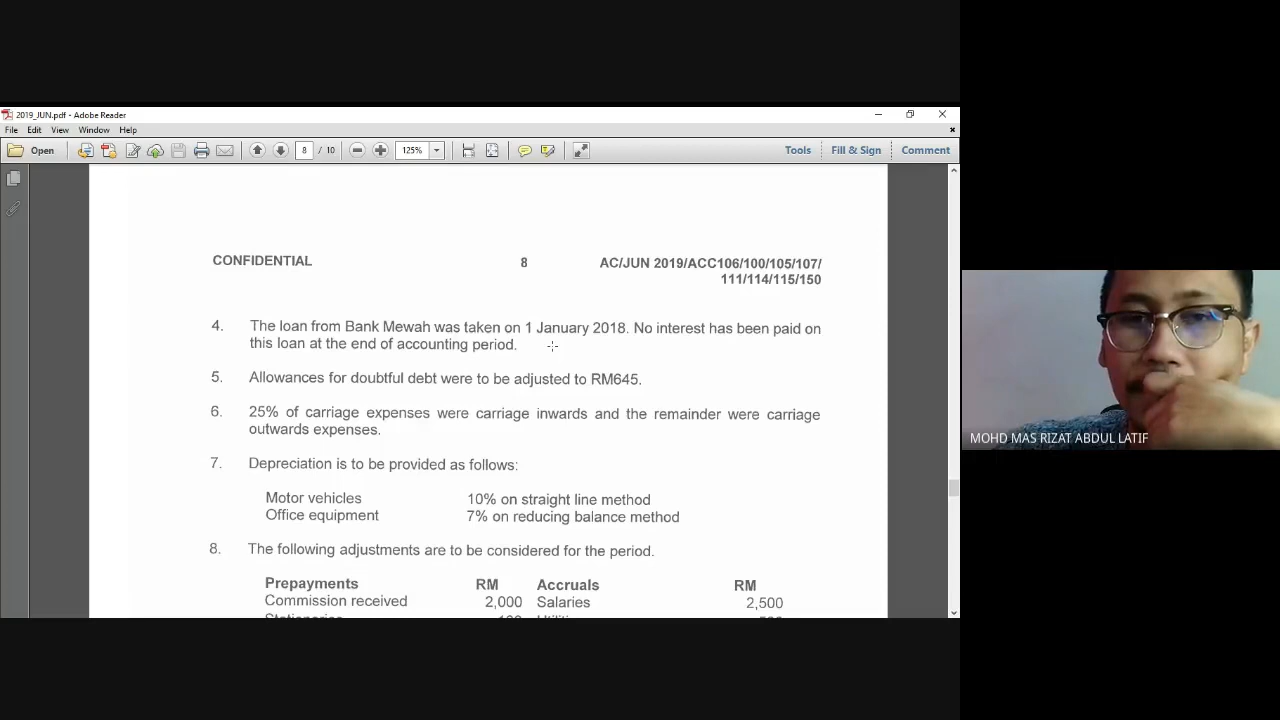 2019_JUN.pdf - Adobe Reader
File Edit View Window Help
Open 8 / 10 125% Tools Fill & Sign Comment
CONFIDENTIAL 8 AC/JUN 2019/ACC106/100/105/107/
111/114/115/150
4. The loan from Bank Mewah was taken on 1 January 2018. No interest has been paid on
this loan at the end of accounting period.
5. Allowances for doubtful debt were to be adjusted to RM645.
6. 25% of carriage expenses were carriage inwards and the remainder were carriage
outwards expenses.
7. Depreciation is to be provided as follows:
Motor vehicles 10% on straight line method
Office equipment 7% on reducing balance method
8. The following adjustments are to be considered for the period.
Prepayments RM Accruals RM
Commission received 2,000 Salaries 2,500
MOHD MAS RIZAT ABDUL LATIF